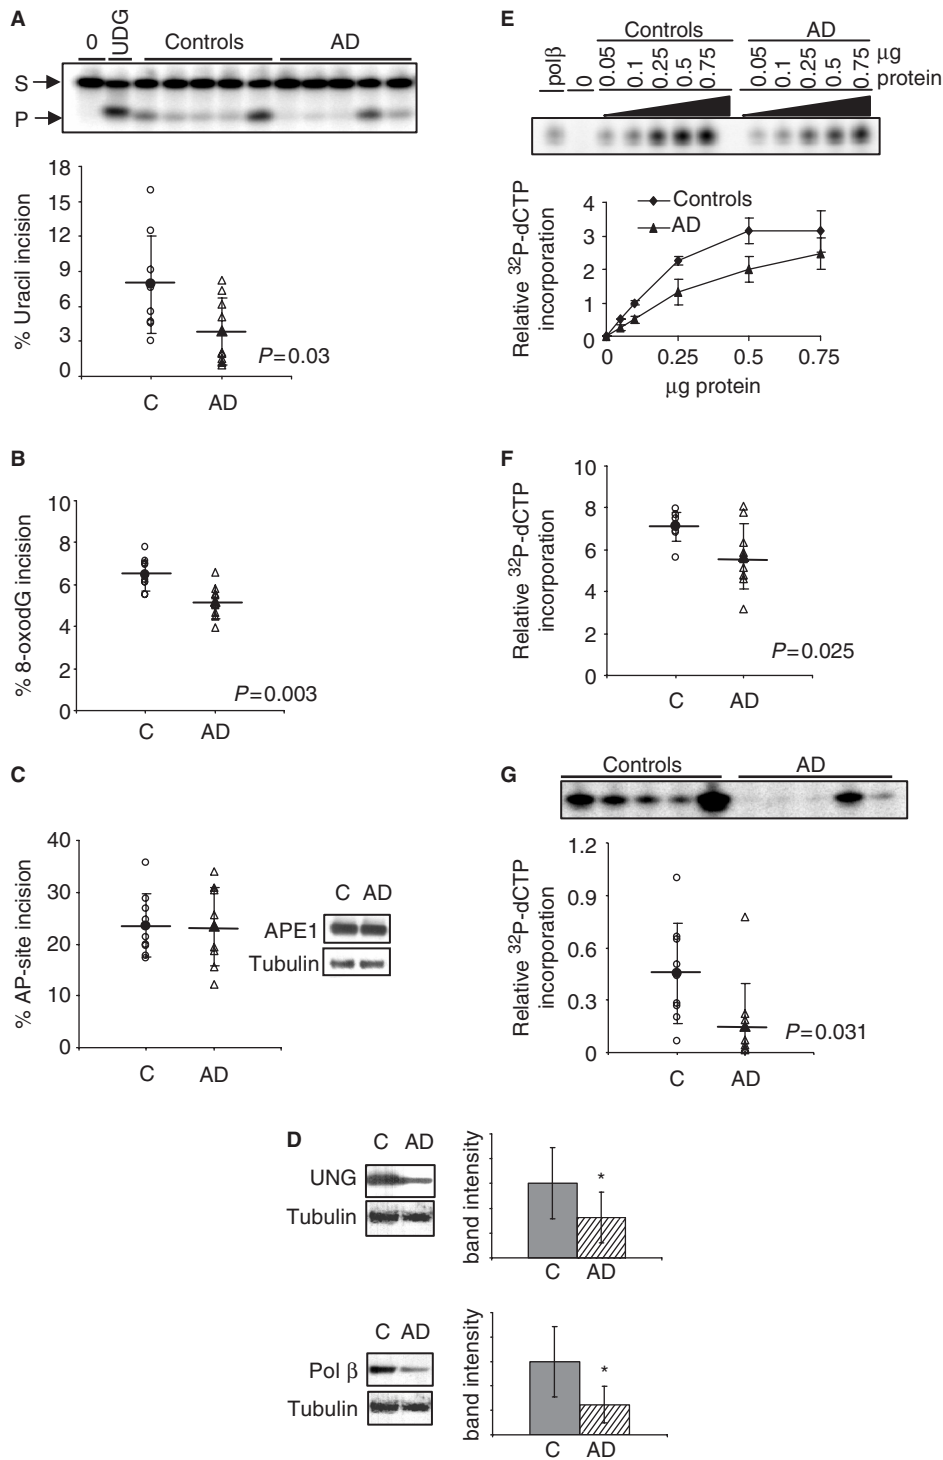 A
0 UDG Controls AD
S
P
18
15
12
9
6
3
0
% Uracil incision
P=0.03
C AD
B
10
8
6
4
2
0
% 8-oxodG incision
P=0.003
C AD
C
40
30
20
10
0
% AP-site incision
C AD
C AD
APE1
Tubulin
D
C AD
UNG
Tubulin
band intensity
*
C AD
C AD
Pol β
Tubulin
band intensity
*
C AD
E
Controls AD
polβ 0 0.05 0.1 0.25 0.5 0.75 0.05 0.1 0.25 0.5 0.75 μg
protein
4
3
2
1
0
Relative ³²P-dCTP
incorporation
Controls
AD
0 0.25 0.5 0.75
μg protein
F
10
8
6
4
2
0
Relative ³²P-dCTP
incorporation
P=0.025
C AD
G
Controls AD
1.2
0.9
0.6
0.3
0
Relative ³²P-dCTP
incorporation
P=0.031
C AD